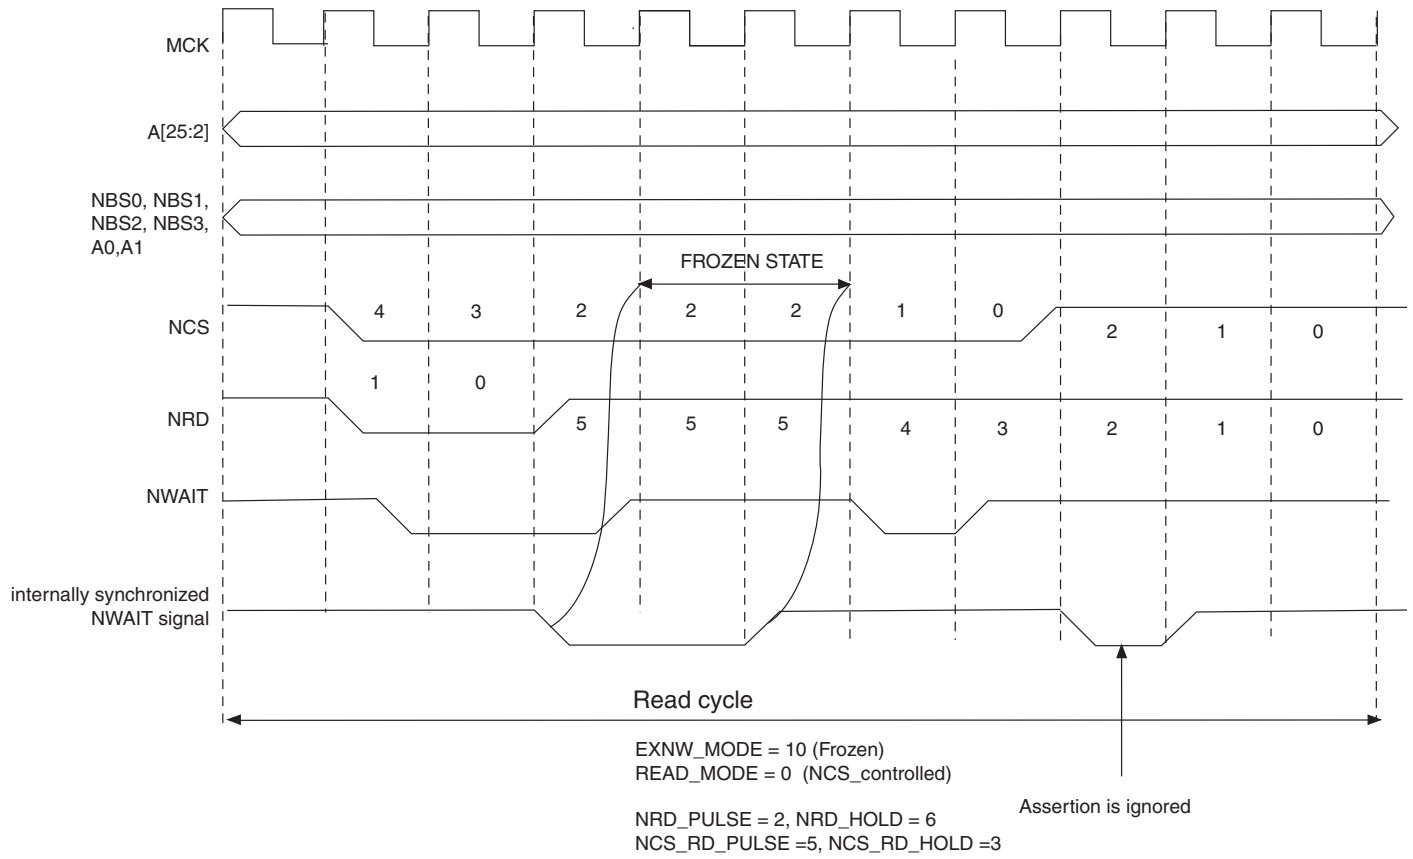 MCK
A[25:2]
NBS0, NBS1,
NBS2, NBS3,
A0,A1
FROZEN STATE
NCS
4 3 2 2 2 1 0
2 1 0
1 0
NRD
5 5 5 4 3 2 1 0
NWAIT
internally synchronized
NWAIT signal
Read cycle
EXNW_MODE = 10 (Frozen)
READ_MODE = 0 (NCS_controlled)
Assertion is ignored
NRD_PULSE = 2, NRD_HOLD = 6
NCS_RD_PULSE =5, NCS_RD_HOLD =3